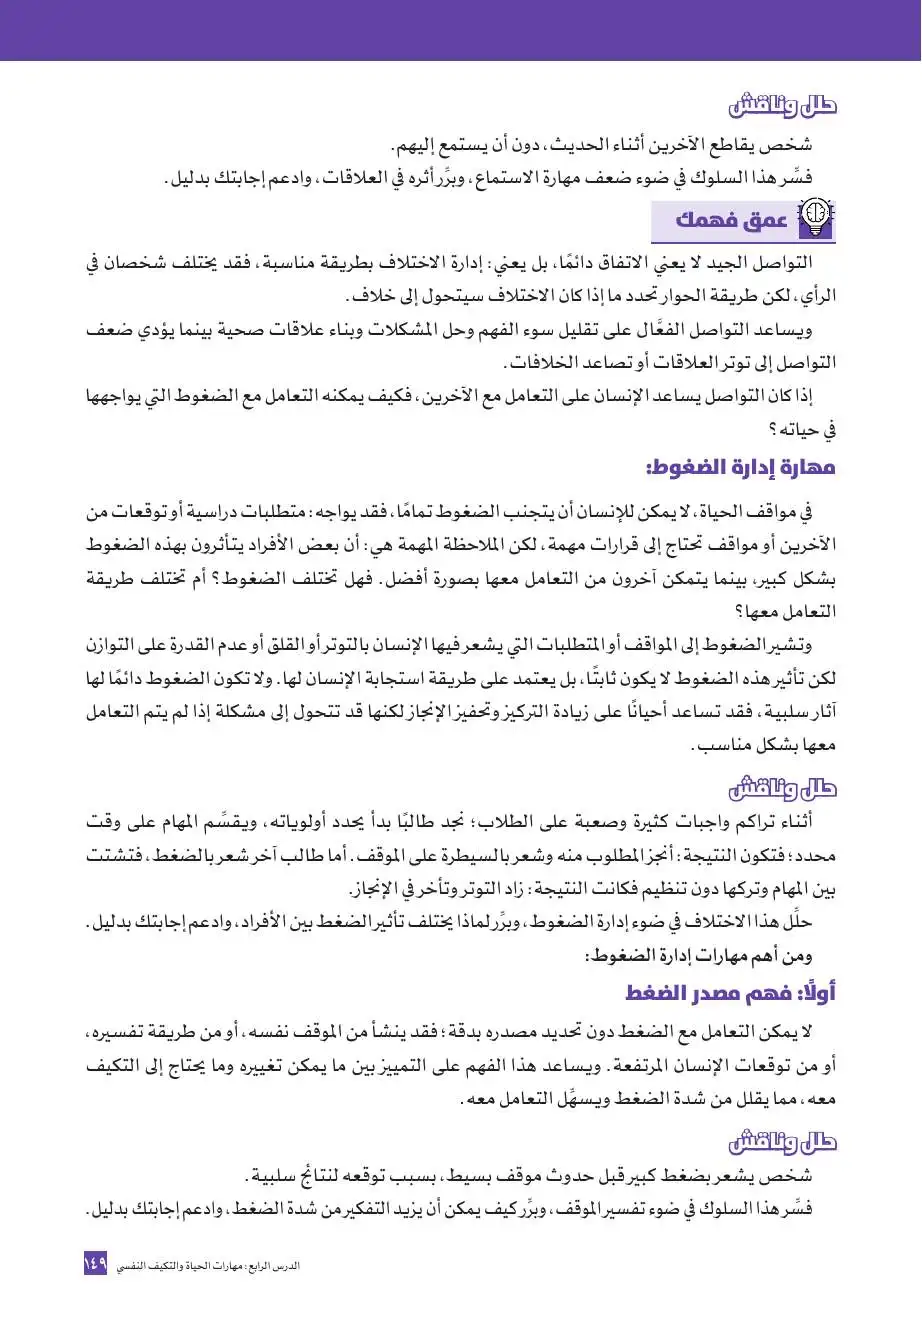 حلل وناقش
شخص يقاطع الآخرين أثناء الحديث، دون أن يستمع إليهم.
فسِّر هذا السلوك في ضوء ضعف مهارة الاستماع، وبرِّر أثره في العلاقات، وادعم إجابتك بدليل.
عمق فهمك
التواصل الجيد لا يعني الاتفاق دائمًا، بل يعني: إدارة الاختلاف بطريقة مناسبة، فقد يختلف شخصان في
الرأي، لكن طريقة الحوار تحدد ما إذا كان الاختلاف سيتحول إلى خلاف.
ويساعد التواصل الفعَّال على تقليل سوء الفهم وحل المشكلات وبناء علاقات صحية بينما يؤدي ضعف
التواصل إلى توتر العلاقات أو تصاعد الخلافات.
إذا كان التواصل يساعد الإنسان على التعامل مع الآخرين، فكيف يمكنه التعامل مع الضغوط التي يواجهها
في حياته؟
مهارة إدارة الضغوط:
في مواقف الحياة، لا يمكن للإنسان أن يتجنب الضغوط تمامًا، فقد يواجه: متطلبات دراسية أو توقعات من
الآخرين أو مواقف تحتاج إلى قرارات مهمة، لكن الملاحظة المهمة هي: أن بعض الأفراد يتأثرون بهذه الضغوط
بشكل كبير، بينما يتمكن آخرون من التعامل معها بصورة أفضل. فهل تختلف الضغوط؟ أم تختلف طريقة
التعامل معها؟
وتشير الضغوط إلى المواقف أو المتطلبات التي يشعر فيها الإنسان بالتوتر أو القلق أو عدم القدرة على التوازن
لكن تأثير هذه الضغوط لا يكون ثابتًا، بل يعتمد على طريقة استجابة الإنسان لها. ولا تكون الضغوط دائمًا لها
آثار سلبية، فقد تساعد أحيانًا على زيادة التركيز وتحفيز الإنجاز لكنها قد تتحول إلى مشكلة إذا لم يتم التعامل
معها بشكل مناسب.
حلل وناقش
أثناء تراكم واجبات كثيرة وصعبة على الطلاب؛ نجد طالبًا بدأ يحدد أولوياته، ويقسِّم المهام على وقت
محدد؛ فتكون النتيجة: أنجز المطلوب منه وشعر بالسيطرة على الموقف. أما طالب آخر شعر بالضغط، فتشتت
بين المهام وتركها دون تنظيم فكانت النتيجة: زاد التوتر وتأخر في الإنجاز.
حلِّل هذا الاختلاف في ضوء إدارة الضغوط، وبرِّر لماذا يختلف تأثير الضغط بين الأفراد، وادعم إجابتك بدليل.
ومن أهم مهارات إدارة الضغوط:
أولًا: فهم مصدر الضغط
لا يمكن التعامل مع الضغط دون تحديد مصدره بدقة؛ فقد ينشأ من الموقف نفسه، أو من طريقة تفسيره،
أو من توقعات الإنسان المرتفعة. ويساعد هذا الفهم على التمييز بين ما يمكن تغييره وما يحتاج إلى التكيف
معه، مما يقلل من شدة الضغط ويسهِّل التعامل معه.
حلل وناقش
شخص يشعر بضغط كبير قبل حدوث موقف بسيط، بسبب توقعه لنتائج سلبية.
فسِّر هذا السلوك في ضوء تفسير الموقف، وبرِّر كيف يمكن أن يزيد التفكير من شدة الضغط، وادعم إجابتك بدليل.
الدرس الرابع: مهارات الحياة والتكيف النفسي ١٤٩